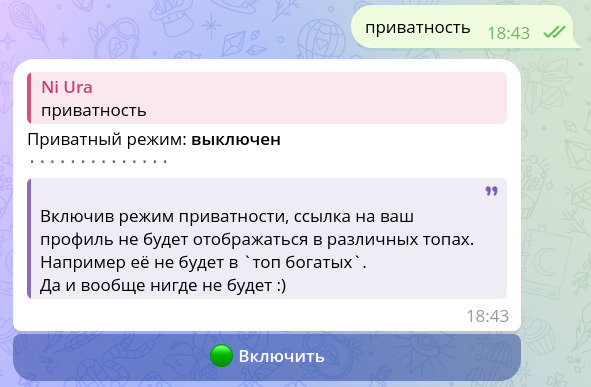 приватность 18:43
Ni Ura
приватность
Приватный режим: выключен
· · · · · · · · · · · · · ·
Включив режим приватности, ссылка на ваш
профиль не будет отображаться в различных топах.
Например её не будет в `топ богатых`.
Да и вообще нигде не будет :)
18:43
Включить